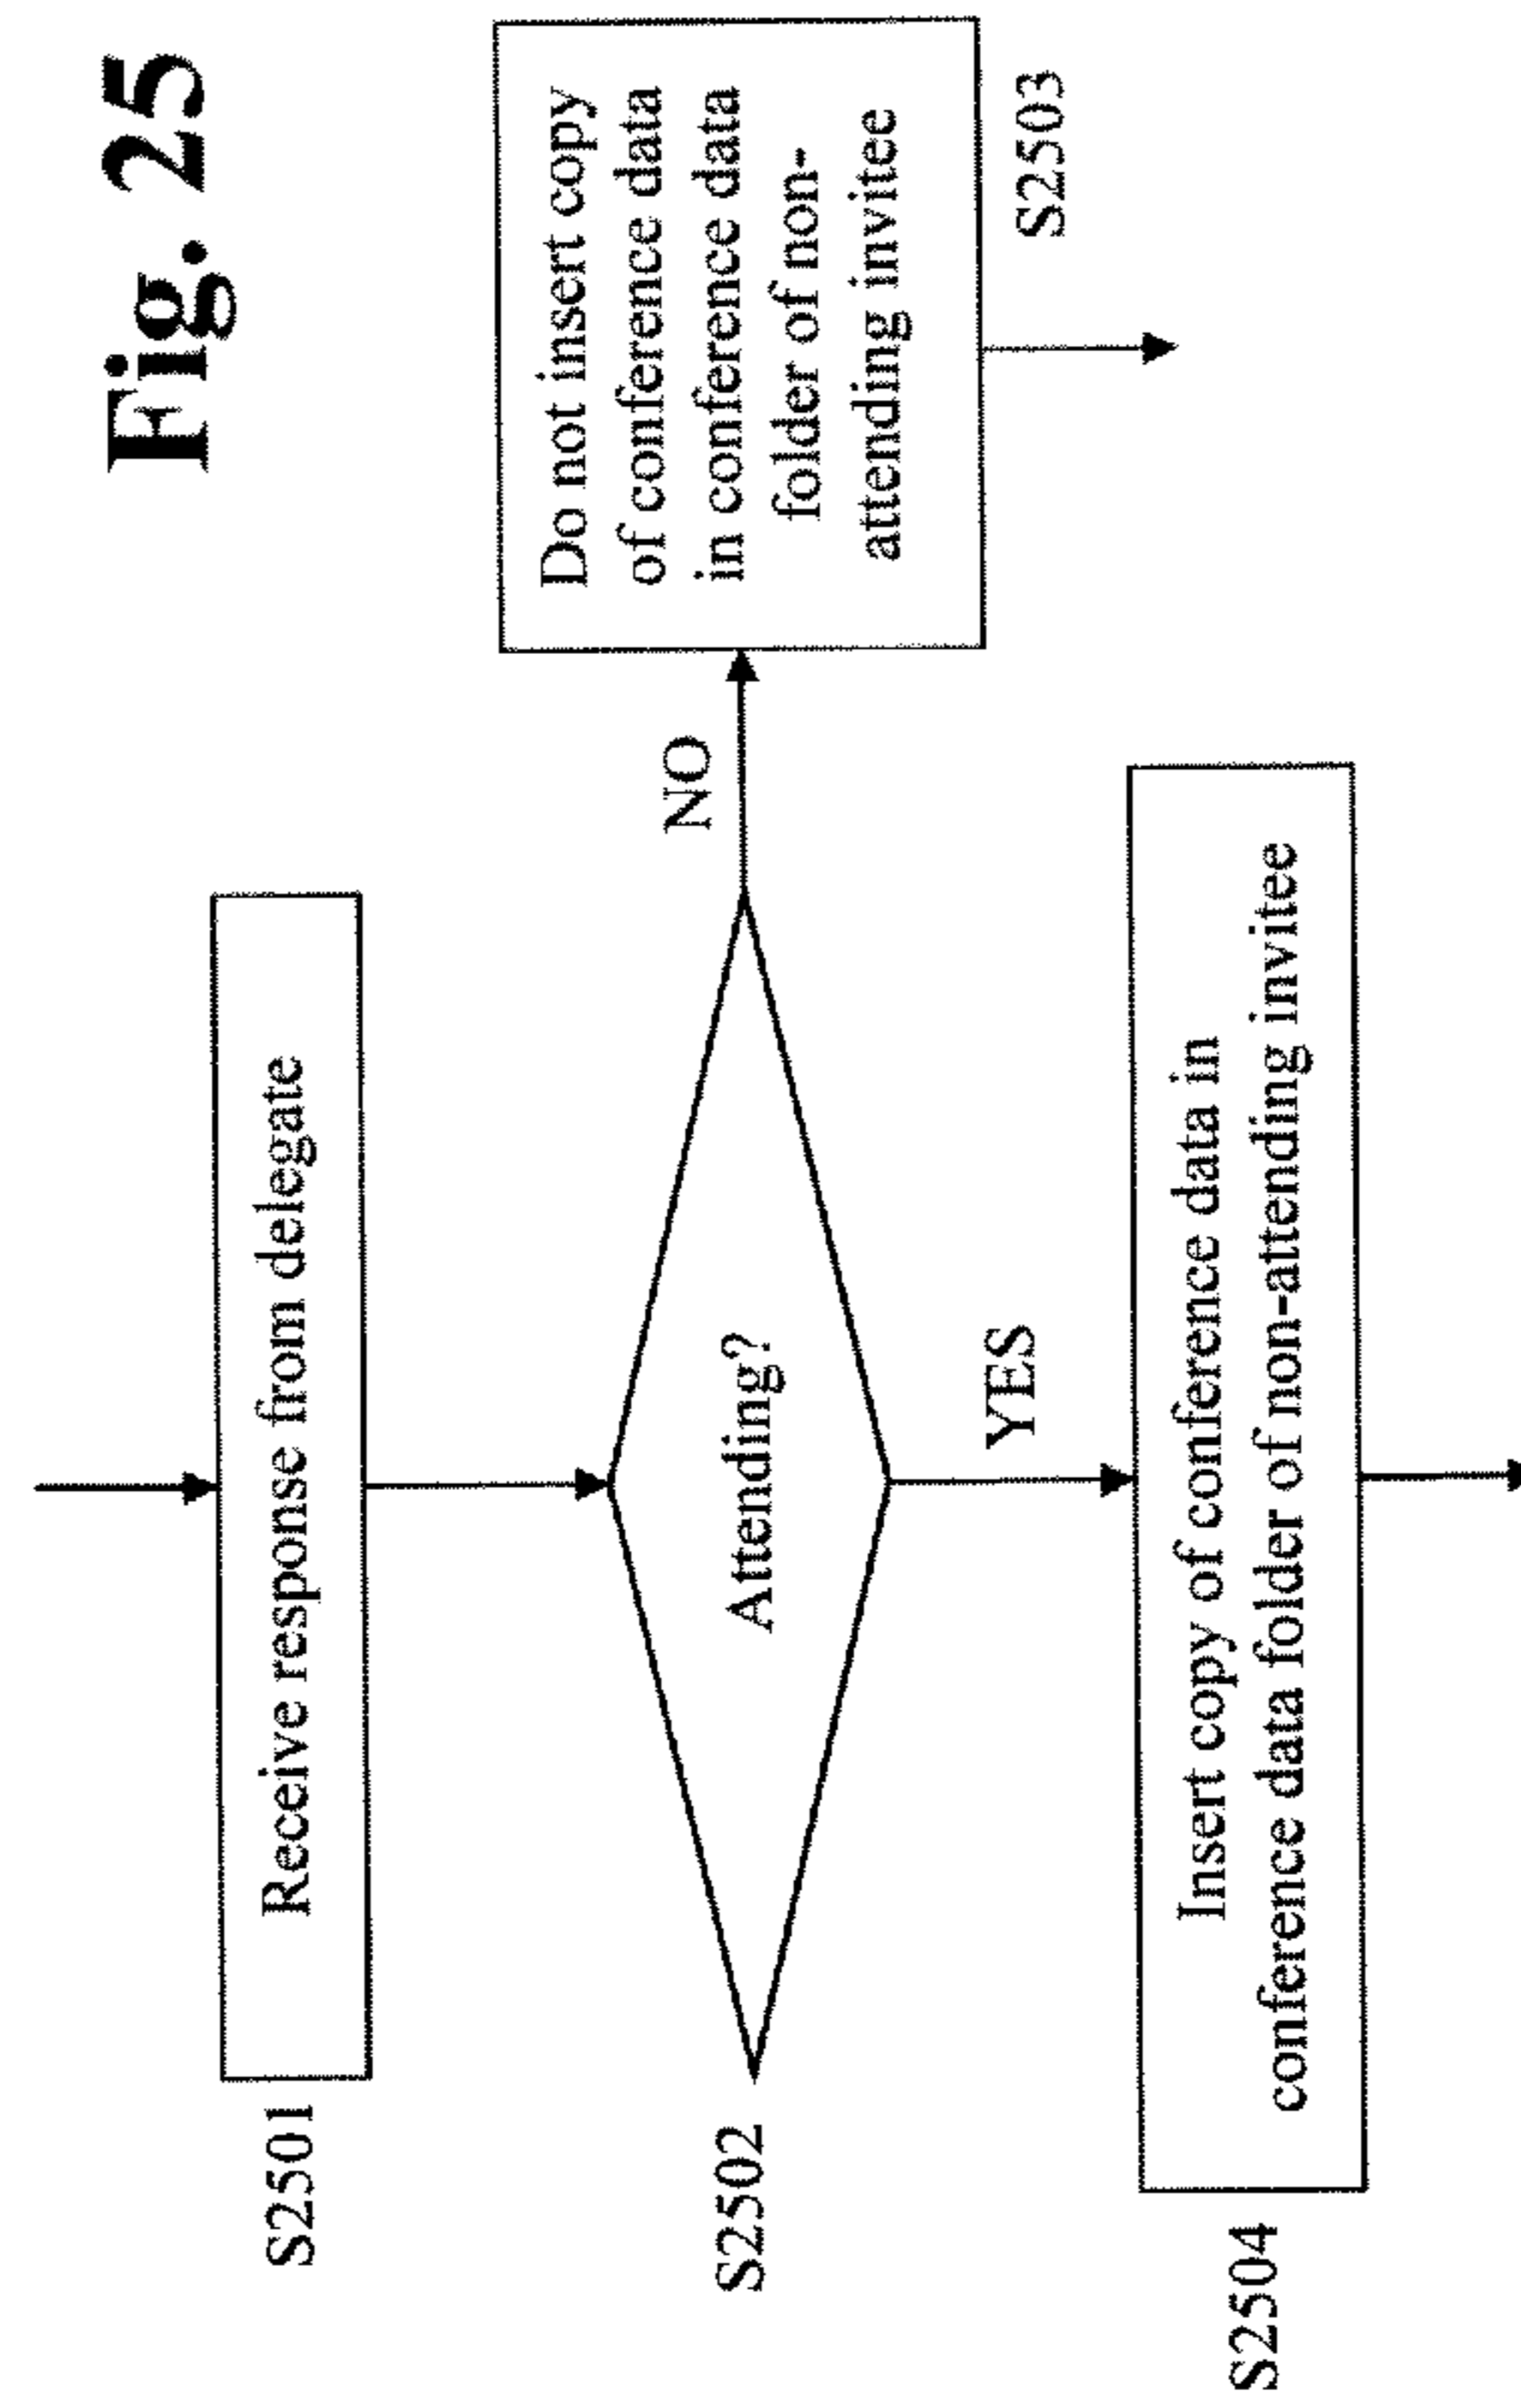 Fig. 25
S2501
Receive response from delegate
S2502
Attending?
NO
Do not insert copy
of conference data
in conference data
folder of non-
attending invitee
S2503
YES
S2504
Insert copy of conference data in
conference data folder of non-attending invitee